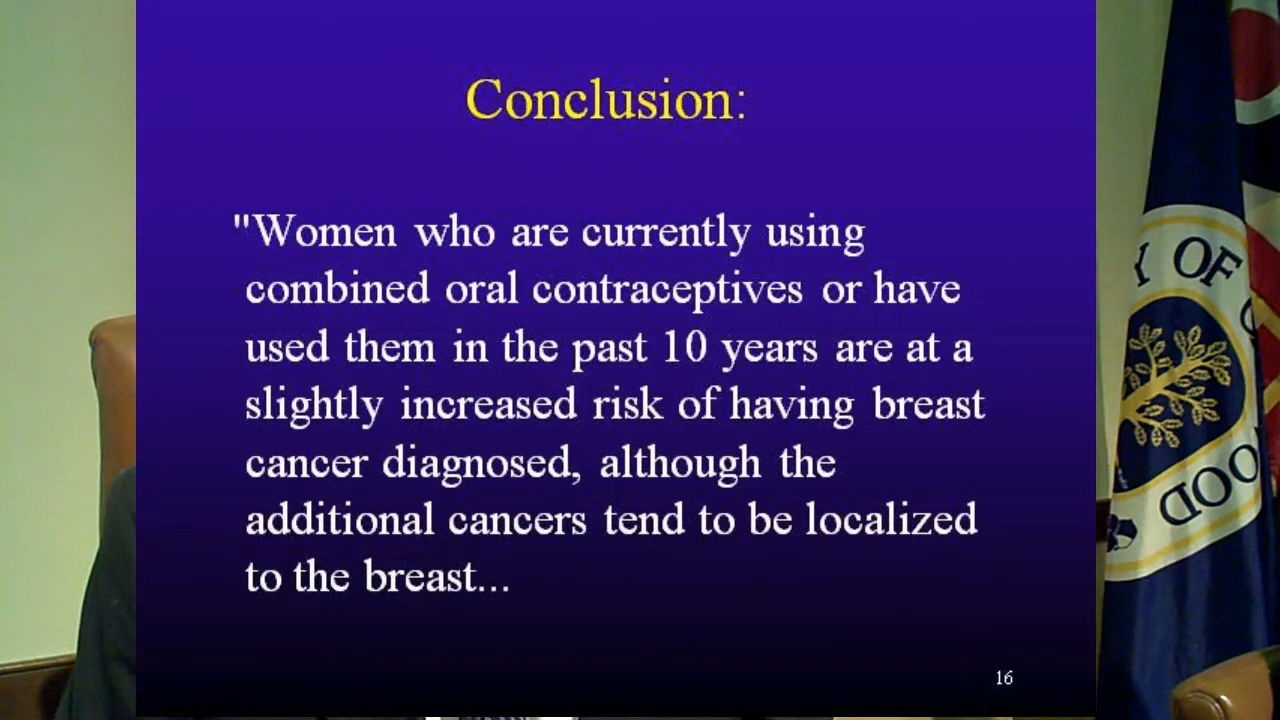 Conclusion:
"Women who are currently using
combined oral contraceptives or have
used them in the past 10 years are at a
slightly increased risk of having breast
cancer diagnosed, although the
additional cancers tend to be localized
to the breast...
16
Y OF
OOD